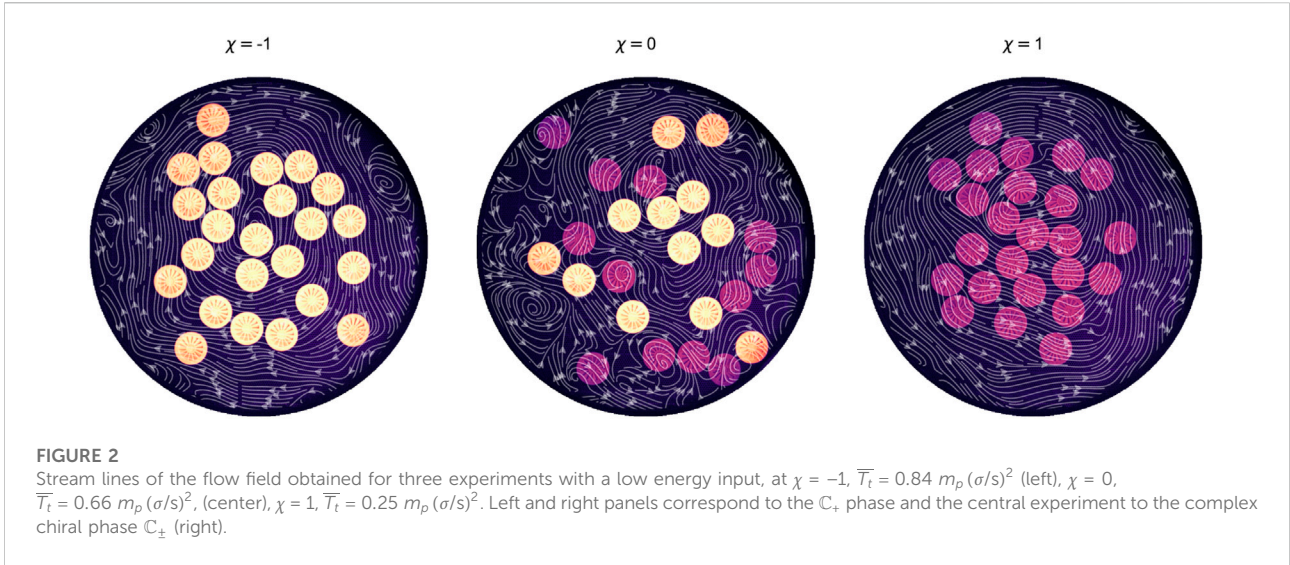 χ = -1
χ = 0
χ = 1
FIGURE 2
Stream lines of the flow field obtained for three experiments with a low energy input, at χ = −1, T̅ₜ = 0.84 mₚ (σ/s)² (left), χ = 0,
T̅ₜ = 0.66 mₚ (σ/s)², (center), χ = 1, T̅ₜ = 0.25 mₚ (σ/s)². Left and right panels correspond to the ℂ₊ phase and the central experiment to the complex
chiral phase ℂ± (right).